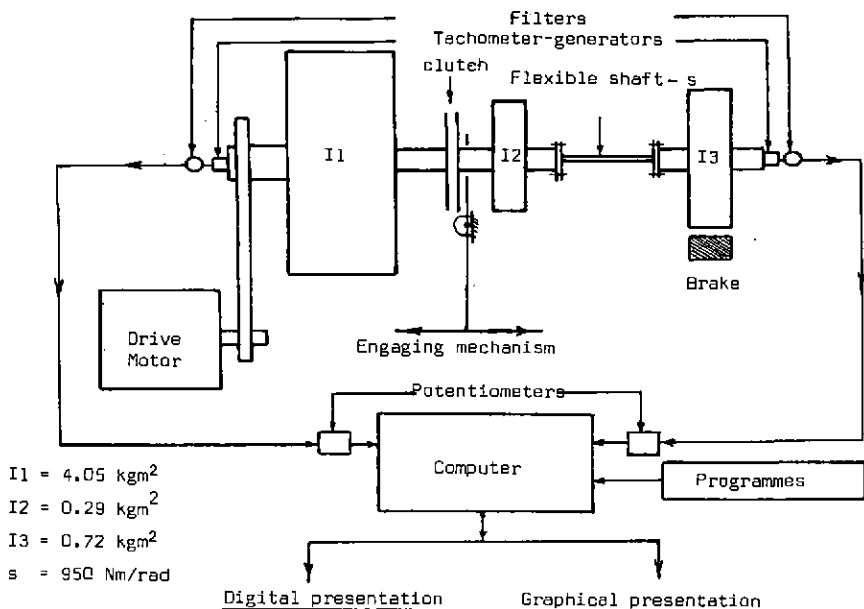 Filters
Tachometer-generators
clutch
Flexible shaft- s
I1
I2
I3
Brake
Drive
Motor
Engaging mechanism
Potentiometers
Computer
Programmes
I1 = 4.05 kgm²
I2 = 0.29 kgm²
I3 = 0.72 kgm²
s = 950 Nm/rad
Digital presentation
Graphical presentation